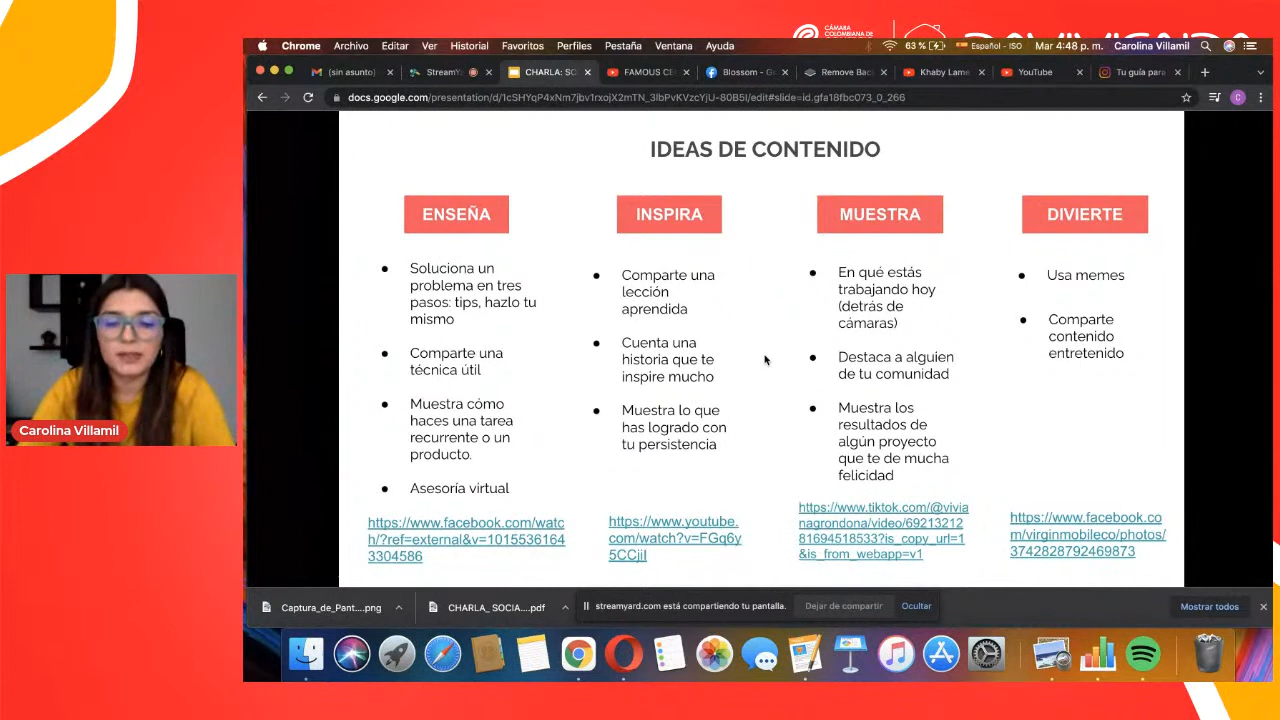 CÁMARA
COLOMBIANA DE
Chrome Archivo Editar Ver Historial Favoritos Perfiles Pestaña Ventana Ayuda 63 % Español - ISO Mar 4:48 p. m. Carolina Villamil
(sin asunto) StreamY CHARLA: SO FAMOUS CE Blossom - G Remove Bac Khaby Lame YouTube Tu guía para
docs.google.com/presentation/d/1cSHYqP4xNm7jbv1rxojX2mTN_3lbPvKVzcYjU-80B5I/edit#slide=id.gfa18fbc073_0_266
IDEAS DE CONTENIDO
ENSEÑA
Soluciona un
problema en tres
pasos: tips, hazlo tu
mismo
Comparte una
técnica útil
Muestra cómo
haces una tarea
recurrente o un
producto.
Asesoría virtual
https://www.facebook.com/watc
h/?ref=external&v=1015536164
3304586
INSPIRA
Comparte una
lección
aprendida
Cuenta una
historia que te
inspire mucho
Muestra lo que
has logrado con
tu persistencia
https://www.youtube.
com/watch?v=FGq6y
5CCjiI
MUESTRA
En qué estás
trabajando hoy
(detrás de
cámaras)
Destaca a alguien
de tu comunidad
Muestra los
resultados de
algún proyecto
que te de mucha
felicidad
https://www.tiktok.com/@vivia
nagrondona/video/69213212
81694518533?is_copy_url=1
&is_from_webapp=v1
DIVIERTE
Usa memes
Comparte
contenido
entretenido
https://www.facebook.co
m/virginmobileco/photos/
3742828792469873
Carolina Villamil
Captura_de_Pant....png CHARLA_ SOCIA....pdf streamyard.com está compartiendo tu pantalla. Dejar de compartir Ocultar Mostrar todos